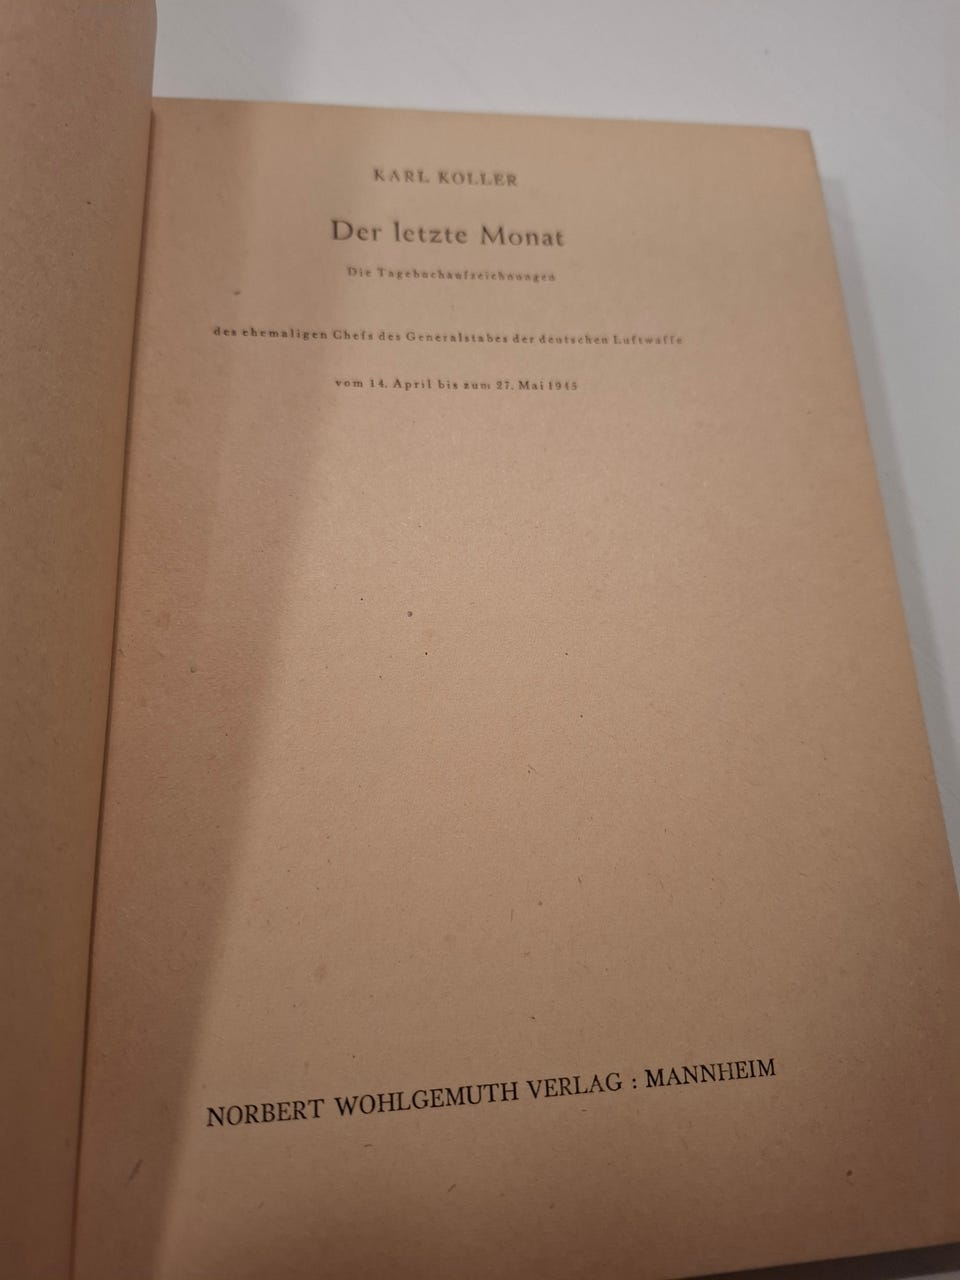 KARL KOLLER
Der letzte Monat
Die Tagebuchaufzeichnungen
des ehemaligen Chefs des Generalstabes der deutschen Luftwaffe
vom 14. April bis zum 27. Mai 1945
NORBERT WOHLGEMUTH VERLAG : MANNHEIM